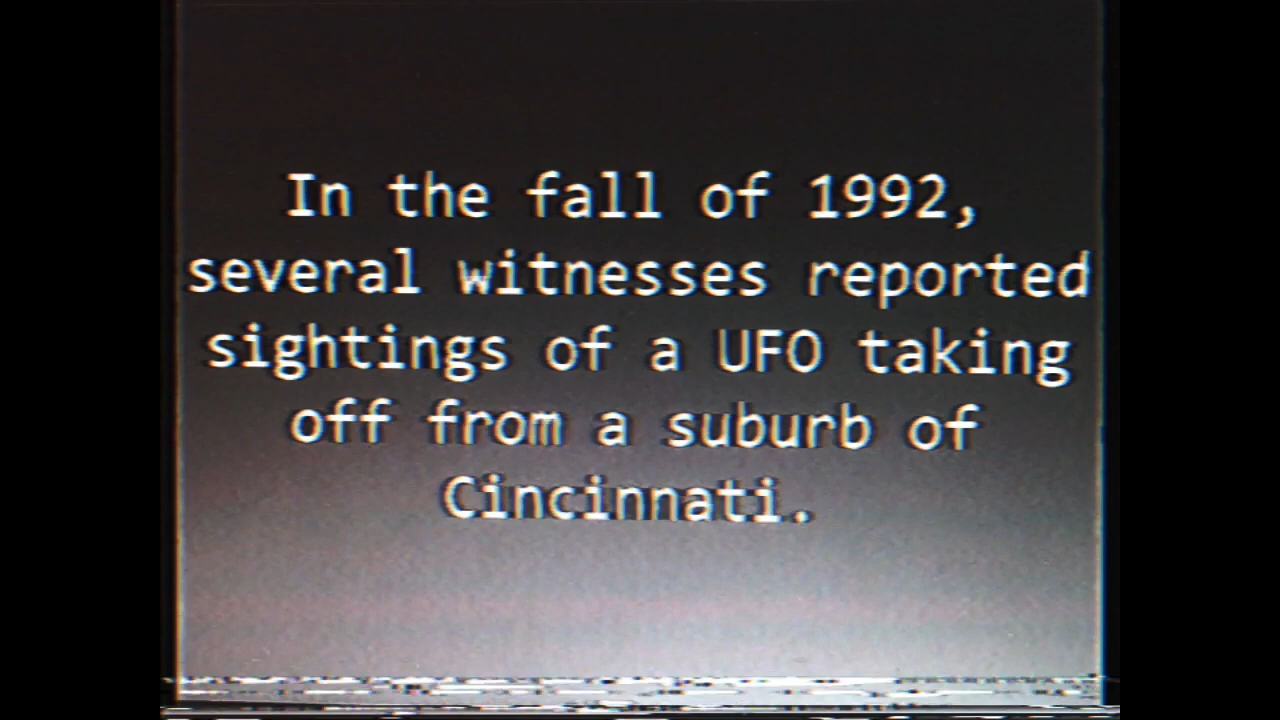 In the fall of 1992,
several witnesses reported
sightings of a UFO taking
off from a suburb of
Cincinnati.